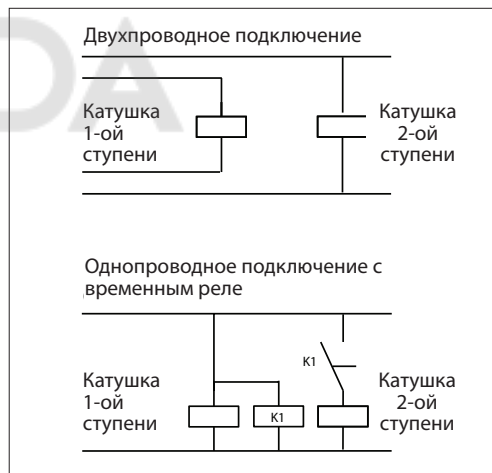 Двухпроводное подключение
Катушка
1-ой
ступени
Катушка
2-ой
ступени
Однопроводное подключение с
временным реле
K1
Катушка
1-ой
ступени
K1
Катушка
2-ой
ступени